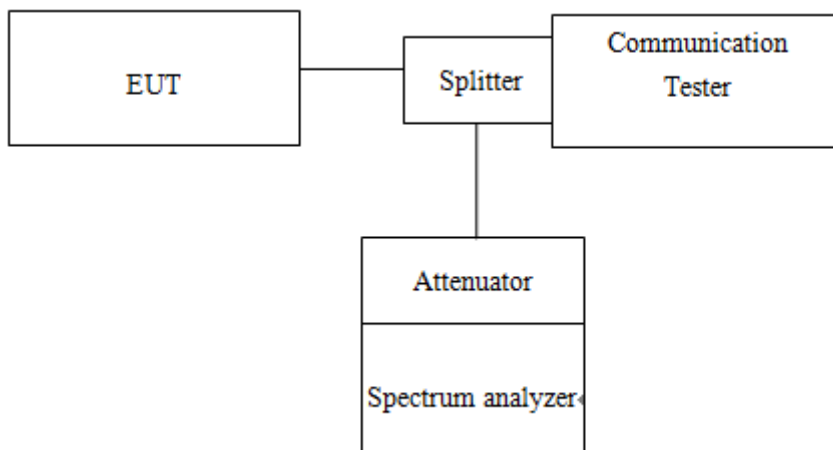 EUT
Splitter
Communication
Tester
Attenuator
Spectrum analyzer